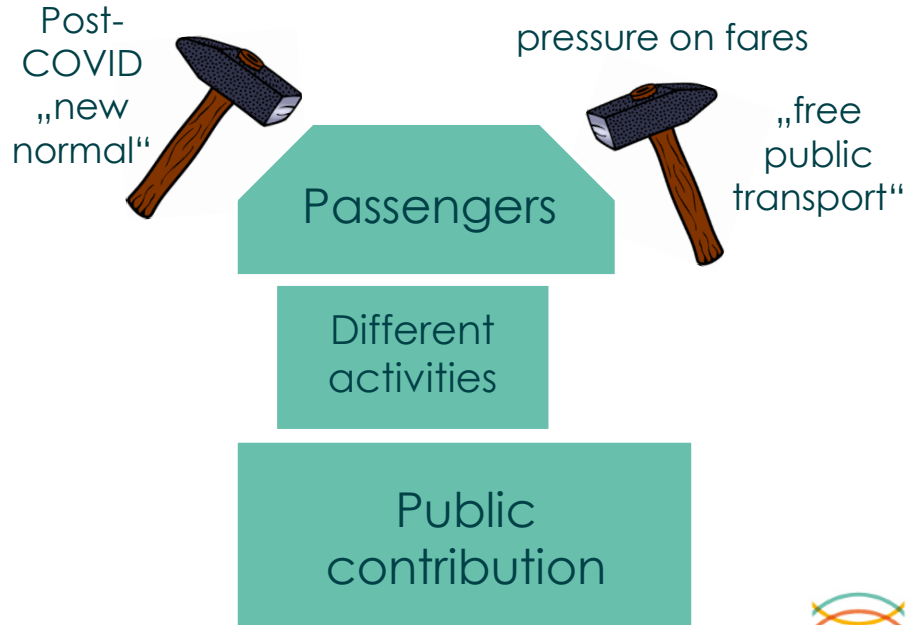 Post-
COVID
„new
normal“
pressure on fares
„free
public
transport“
Passengers
Different
activities
Public
contribution